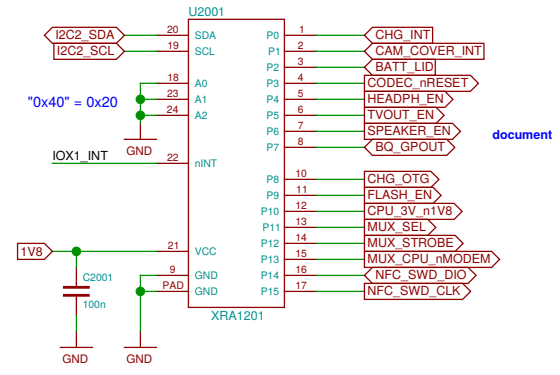 U2001
I2C2_SDA 20 SDA P0 1 CHG_INT
I2C2_SCL 19 SCL P1 2 CAM_COVER_INT
P2 3 BATT_LID
18 A0 P3 4 CODEC_nRESET
"0x40" = 0x20 23 A1 P4 5 HEADPH_EN
24 A2 P5 6 TVOUT_EN
P6 7 SPEAKER_EN
document
GND P7 8 BQ_GPOUT
IOX1_INT 22 nINT
P8 10 CHG_OTG
P9 11 FLASH_EN
P10 12 CPU_3V_n1V8
P11 13 MUX_SEL
1V8 21 VCC P12 14 MUX_STROBE
P13 15 MUX_CPU_nMODEM
C2001 9 GND P14 16 NFC_SWD_DIO
100n PAD GND P15 17 NFC_SWD_CLK
XRA1201
GND GND